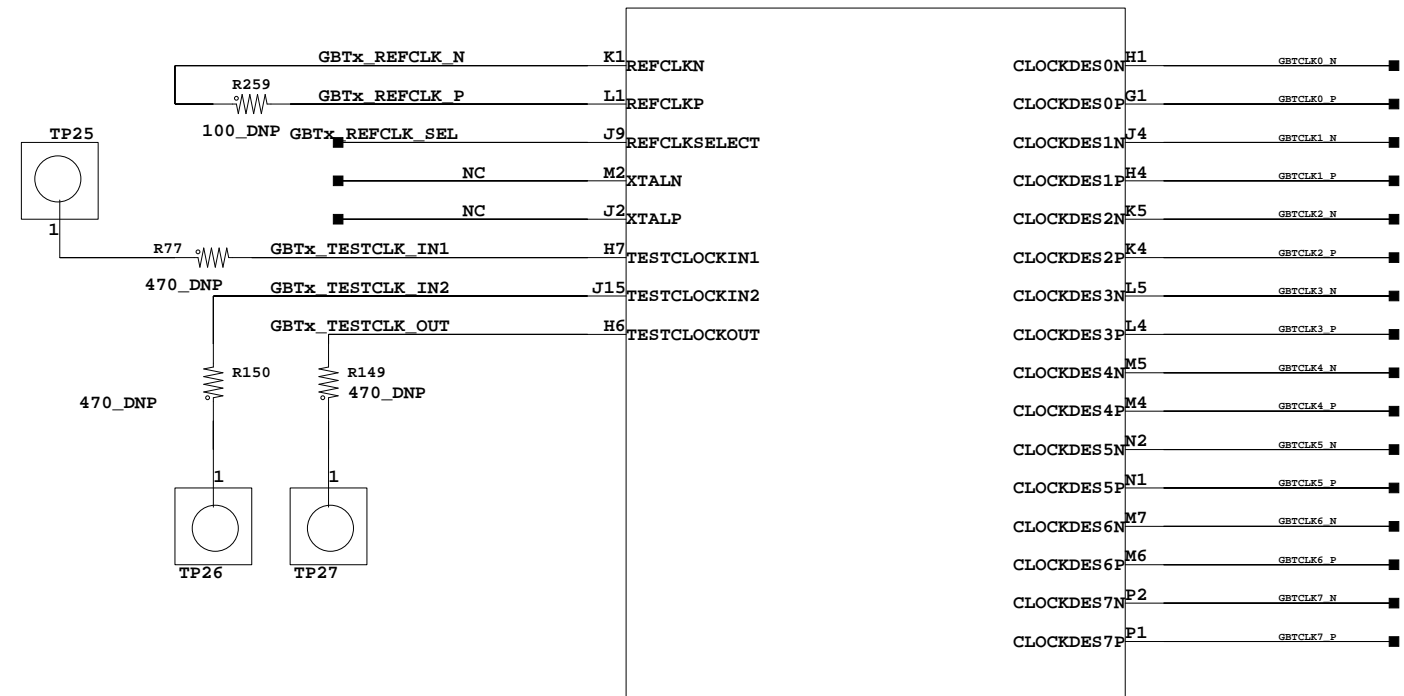 GBTx_REFCLK_N K1 REFCLKN CLOCKDES0N H1 GBTCLK0_N
R259
GBTx_REFCLK_P L1 REFCLKP CLOCKDES0P G1 GBTCLK0_P
100_DNP
TP25 GBTx_REFCLK_SEL J9 REFCLKSELECT CLOCKDES1N J4 GBTCLK1_N
NC M2 XTALN CLOCKDES1P H4 GBTCLK1_P
NC J2 XTALP CLOCKDES2N K5 GBTCLK2_N
1
R77 GBTx_TESTCLK_IN1 H7 TESTCLOCKIN1 CLOCKDES2P K4 GBTCLK2_P
470_DNP
GBTx_TESTCLK_IN2 J15 TESTCLOCKIN2 CLOCKDES3N L5 GBTCLK3_N
GBTx_TESTCLK_OUT H6 TESTCLOCKOUT CLOCKDES3P L4 GBTCLK3_P
R150 R149 CLOCKDES4N M5 GBTCLK4_N
470_DNP 470_DNP CLOCKDES4P M4 GBTCLK4_P
CLOCKDES5N N2 GBTCLK5_N
1 1 CLOCKDES5P N1 GBTCLK5_P
CLOCKDES6N M7 GBTCLK6_N
TP26 TP27 CLOCKDES6P M6 GBTCLK6_P
CLOCKDES7N P2 GBTCLK7_N
CLOCKDES7P P1 GBTCLK7_P